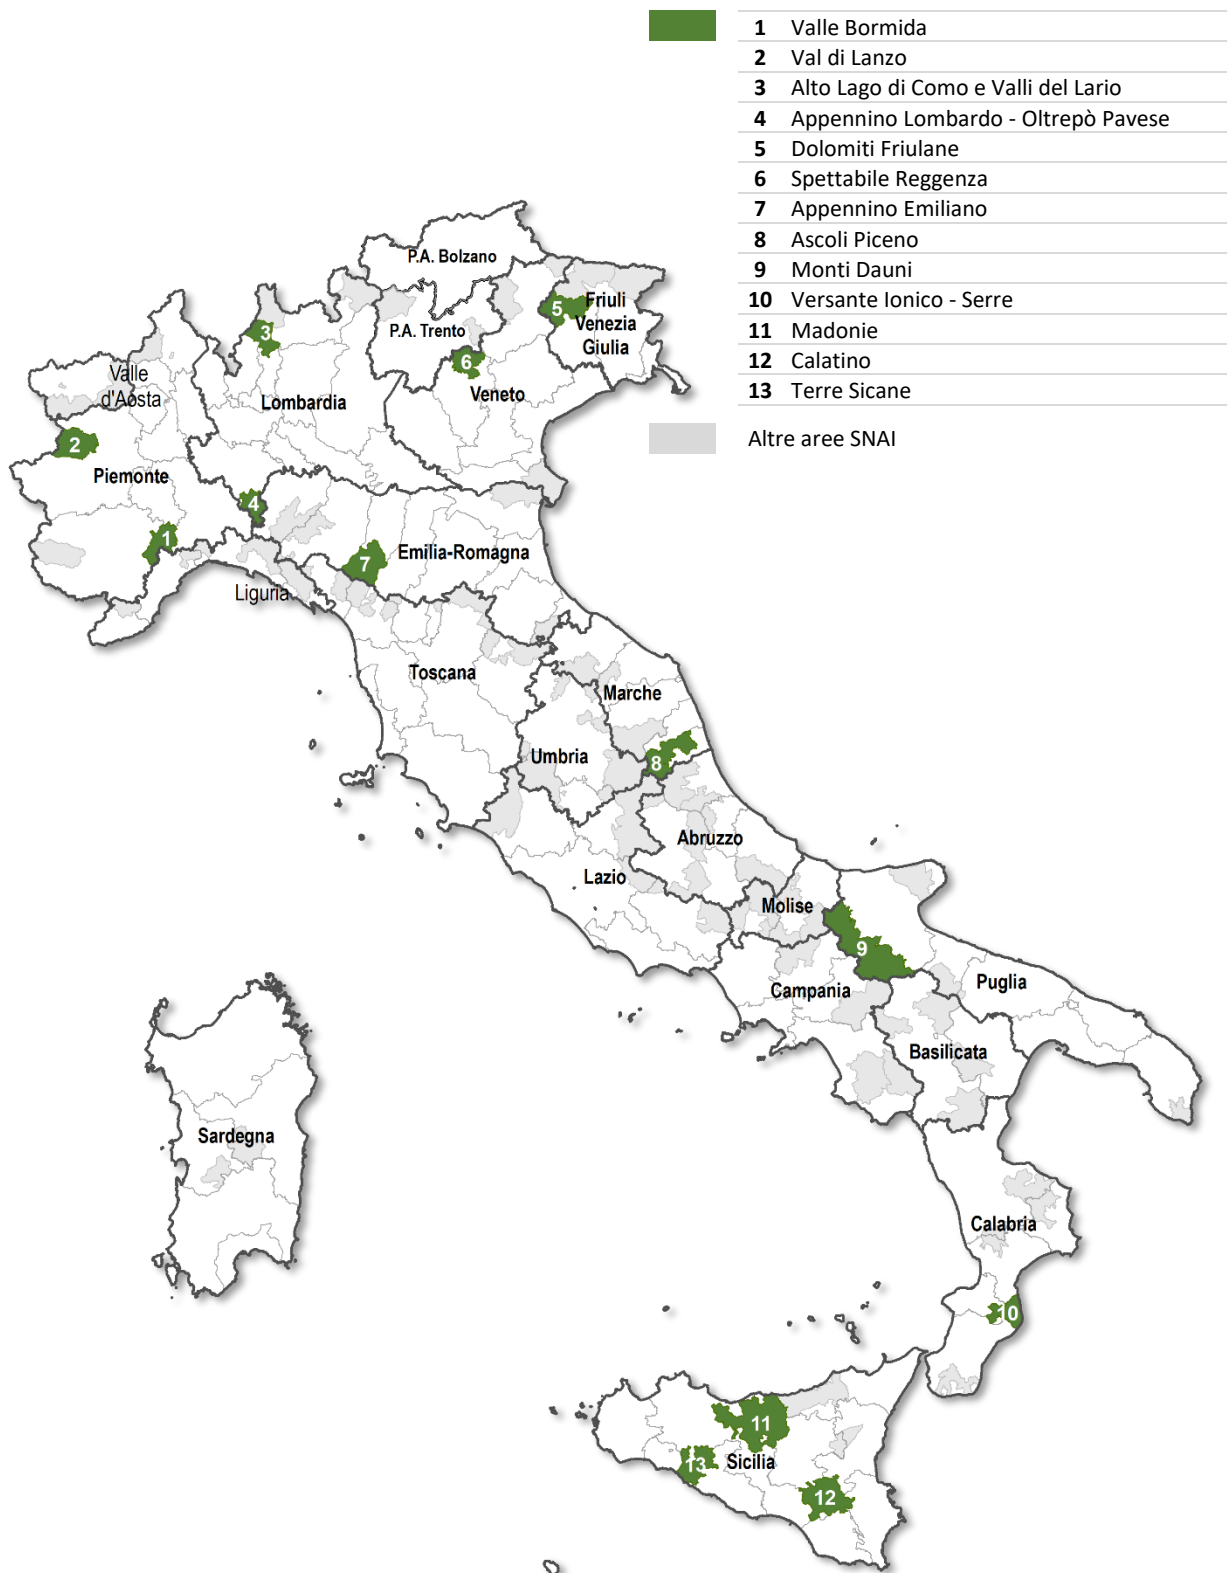 1 Valle Bormida
2 Val di Lanzo
3 Alto Lago di Como e Valli del Lario
4 Appennino Lombardo - Oltrepò Pavese
5 Dolomiti Friulane
6 Spettabile Reggenza
7 Appennino Emiliano
8 Ascoli Piceno
9 Monti Dauni
10 Versante Ionico - Serre
11 Madonie
12 Calatino
13 Terre Sicane
Altre aree SNAI
P.A. Bolzano
5
Friuli
Venezia
Giulia
P.A. Trento
3
6
Valle
d'Aosta
Lombardia
Veneto
2
Piemonte
4
1
7
Emilia-Romagna
Liguria
Toscana
Marche
Umbria
8
Abruzzo
Lazio
Molise
9
Campania
Puglia
Basilicata
Sardegna
Calabria
10
11
13
Sicilia
12